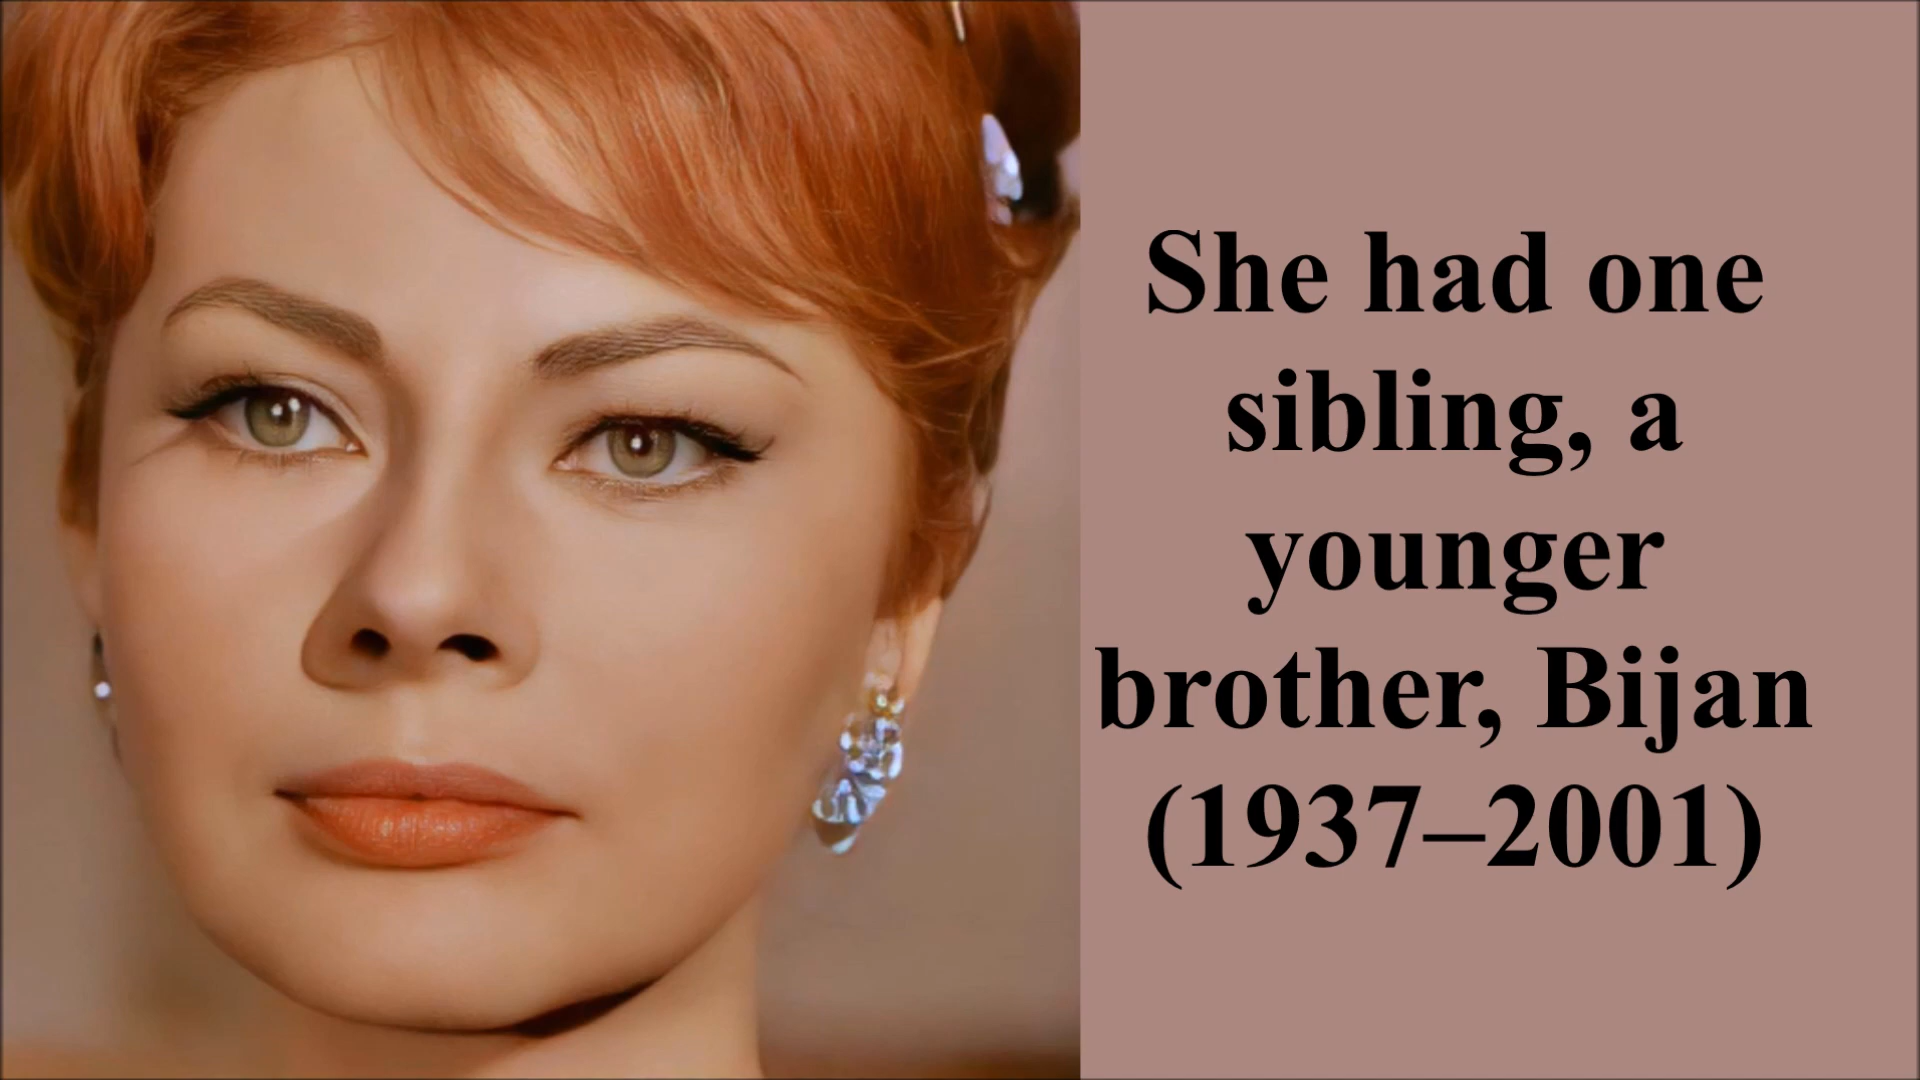 She had one
sibling, a
younger
brother, Bijan
(1937–2001)